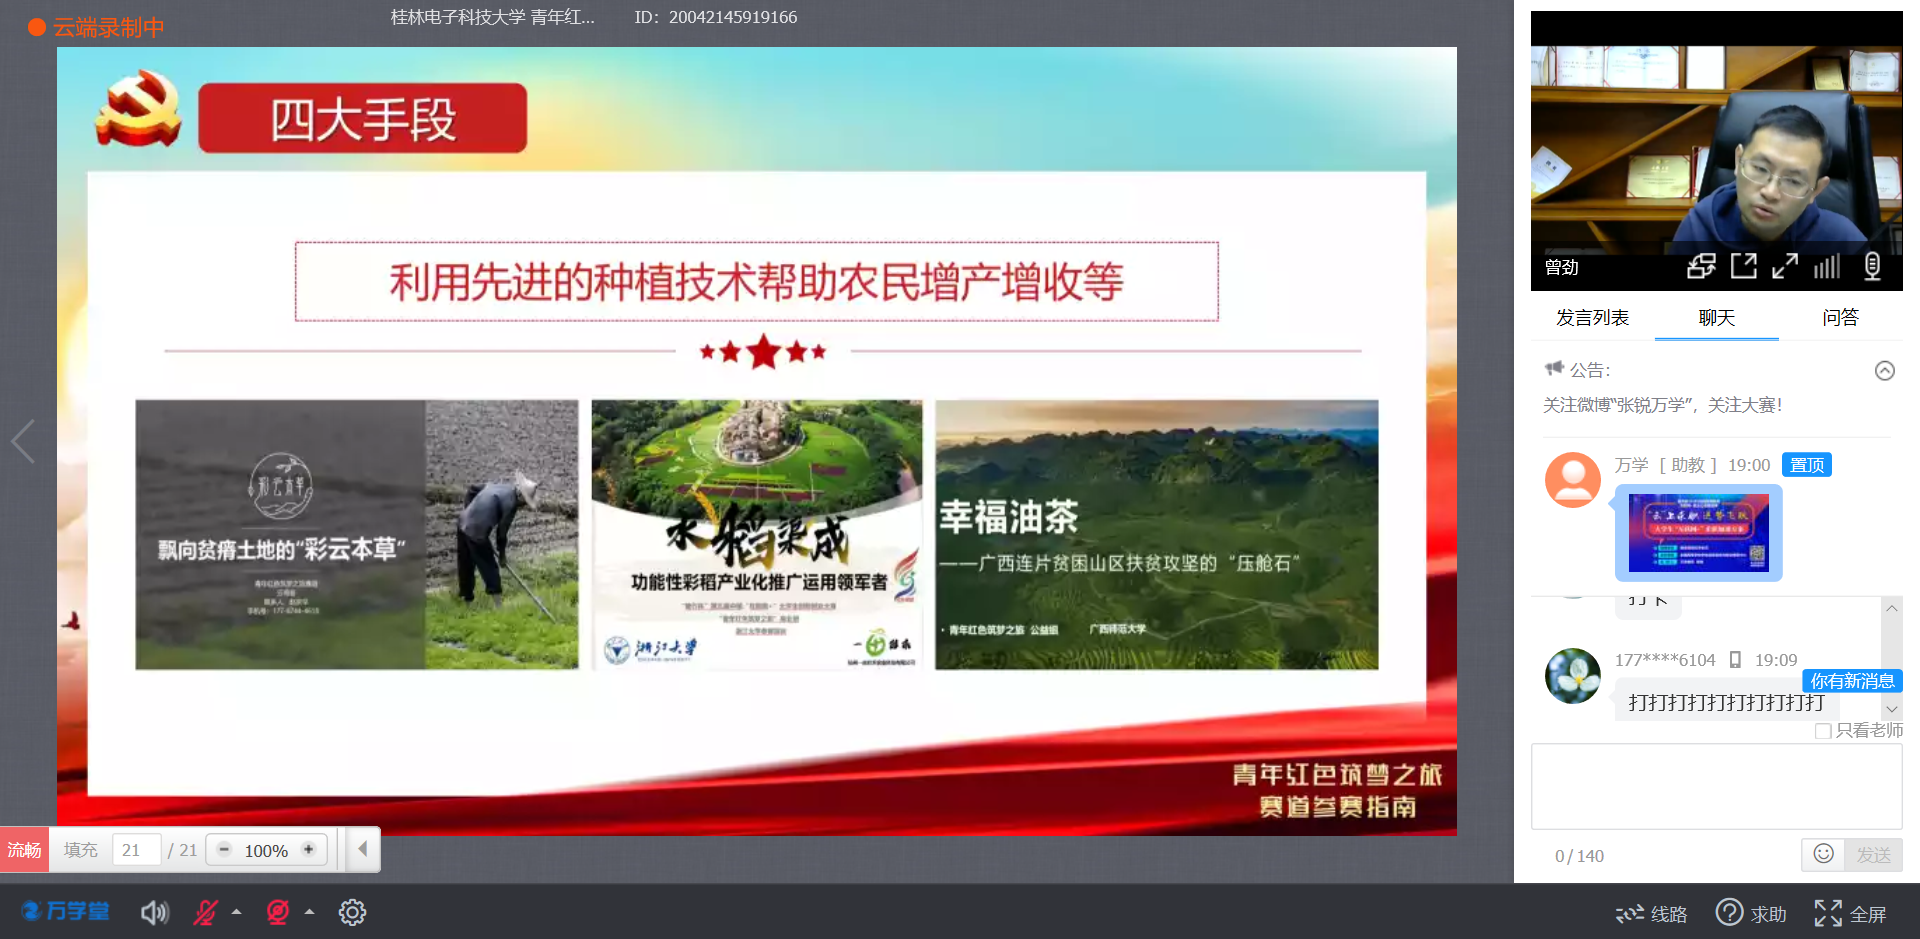 云端录制中
桂林电子科技大学 青年红...
ID：20042145919166
四大手段
利用先进的种植技术帮助农民增产增收等
彩云本草
飘向贫瘠土地的“彩云本草”
水稻渠成
功能性彩稻产业化推广运用领军者
浙江大学
幸福油茶
——广西连片贫困山区扶贫攻坚的 “压舱石”
· 青年红色筑梦之旅 公益组
广西师范大学
青年红色筑梦之旅
赛道参赛指南
流畅
填充
21
/ 21
100%
万学堂
曾劲
发言列表
聊天
问答
公告：
关注微博“张锐万学”，关注大赛！
万学 [ 助教 ] 19:00 置顶
打卡
177****6104 19:09
你有新消息
打打打打打打打打打打
只看老师
0 / 140
发送
线路
求助
全屏